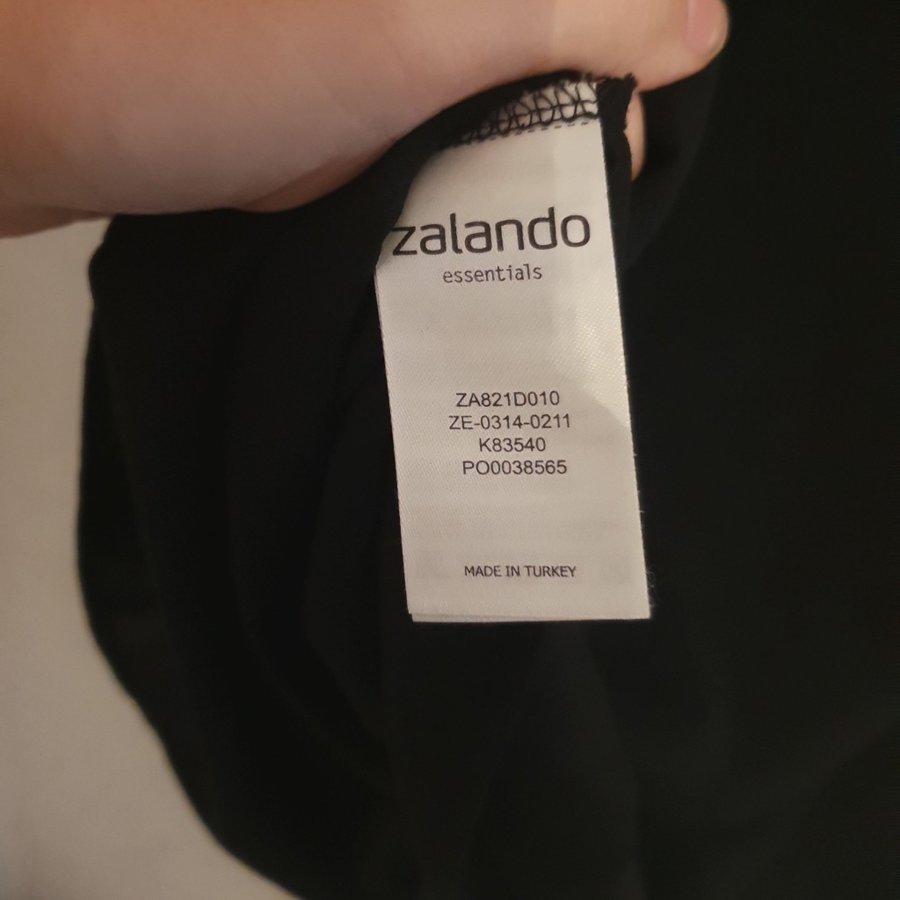 zalando
essentials
ZA821D010
ZE-0314-0211
K83540
PO0038565
MADE IN TURKEY